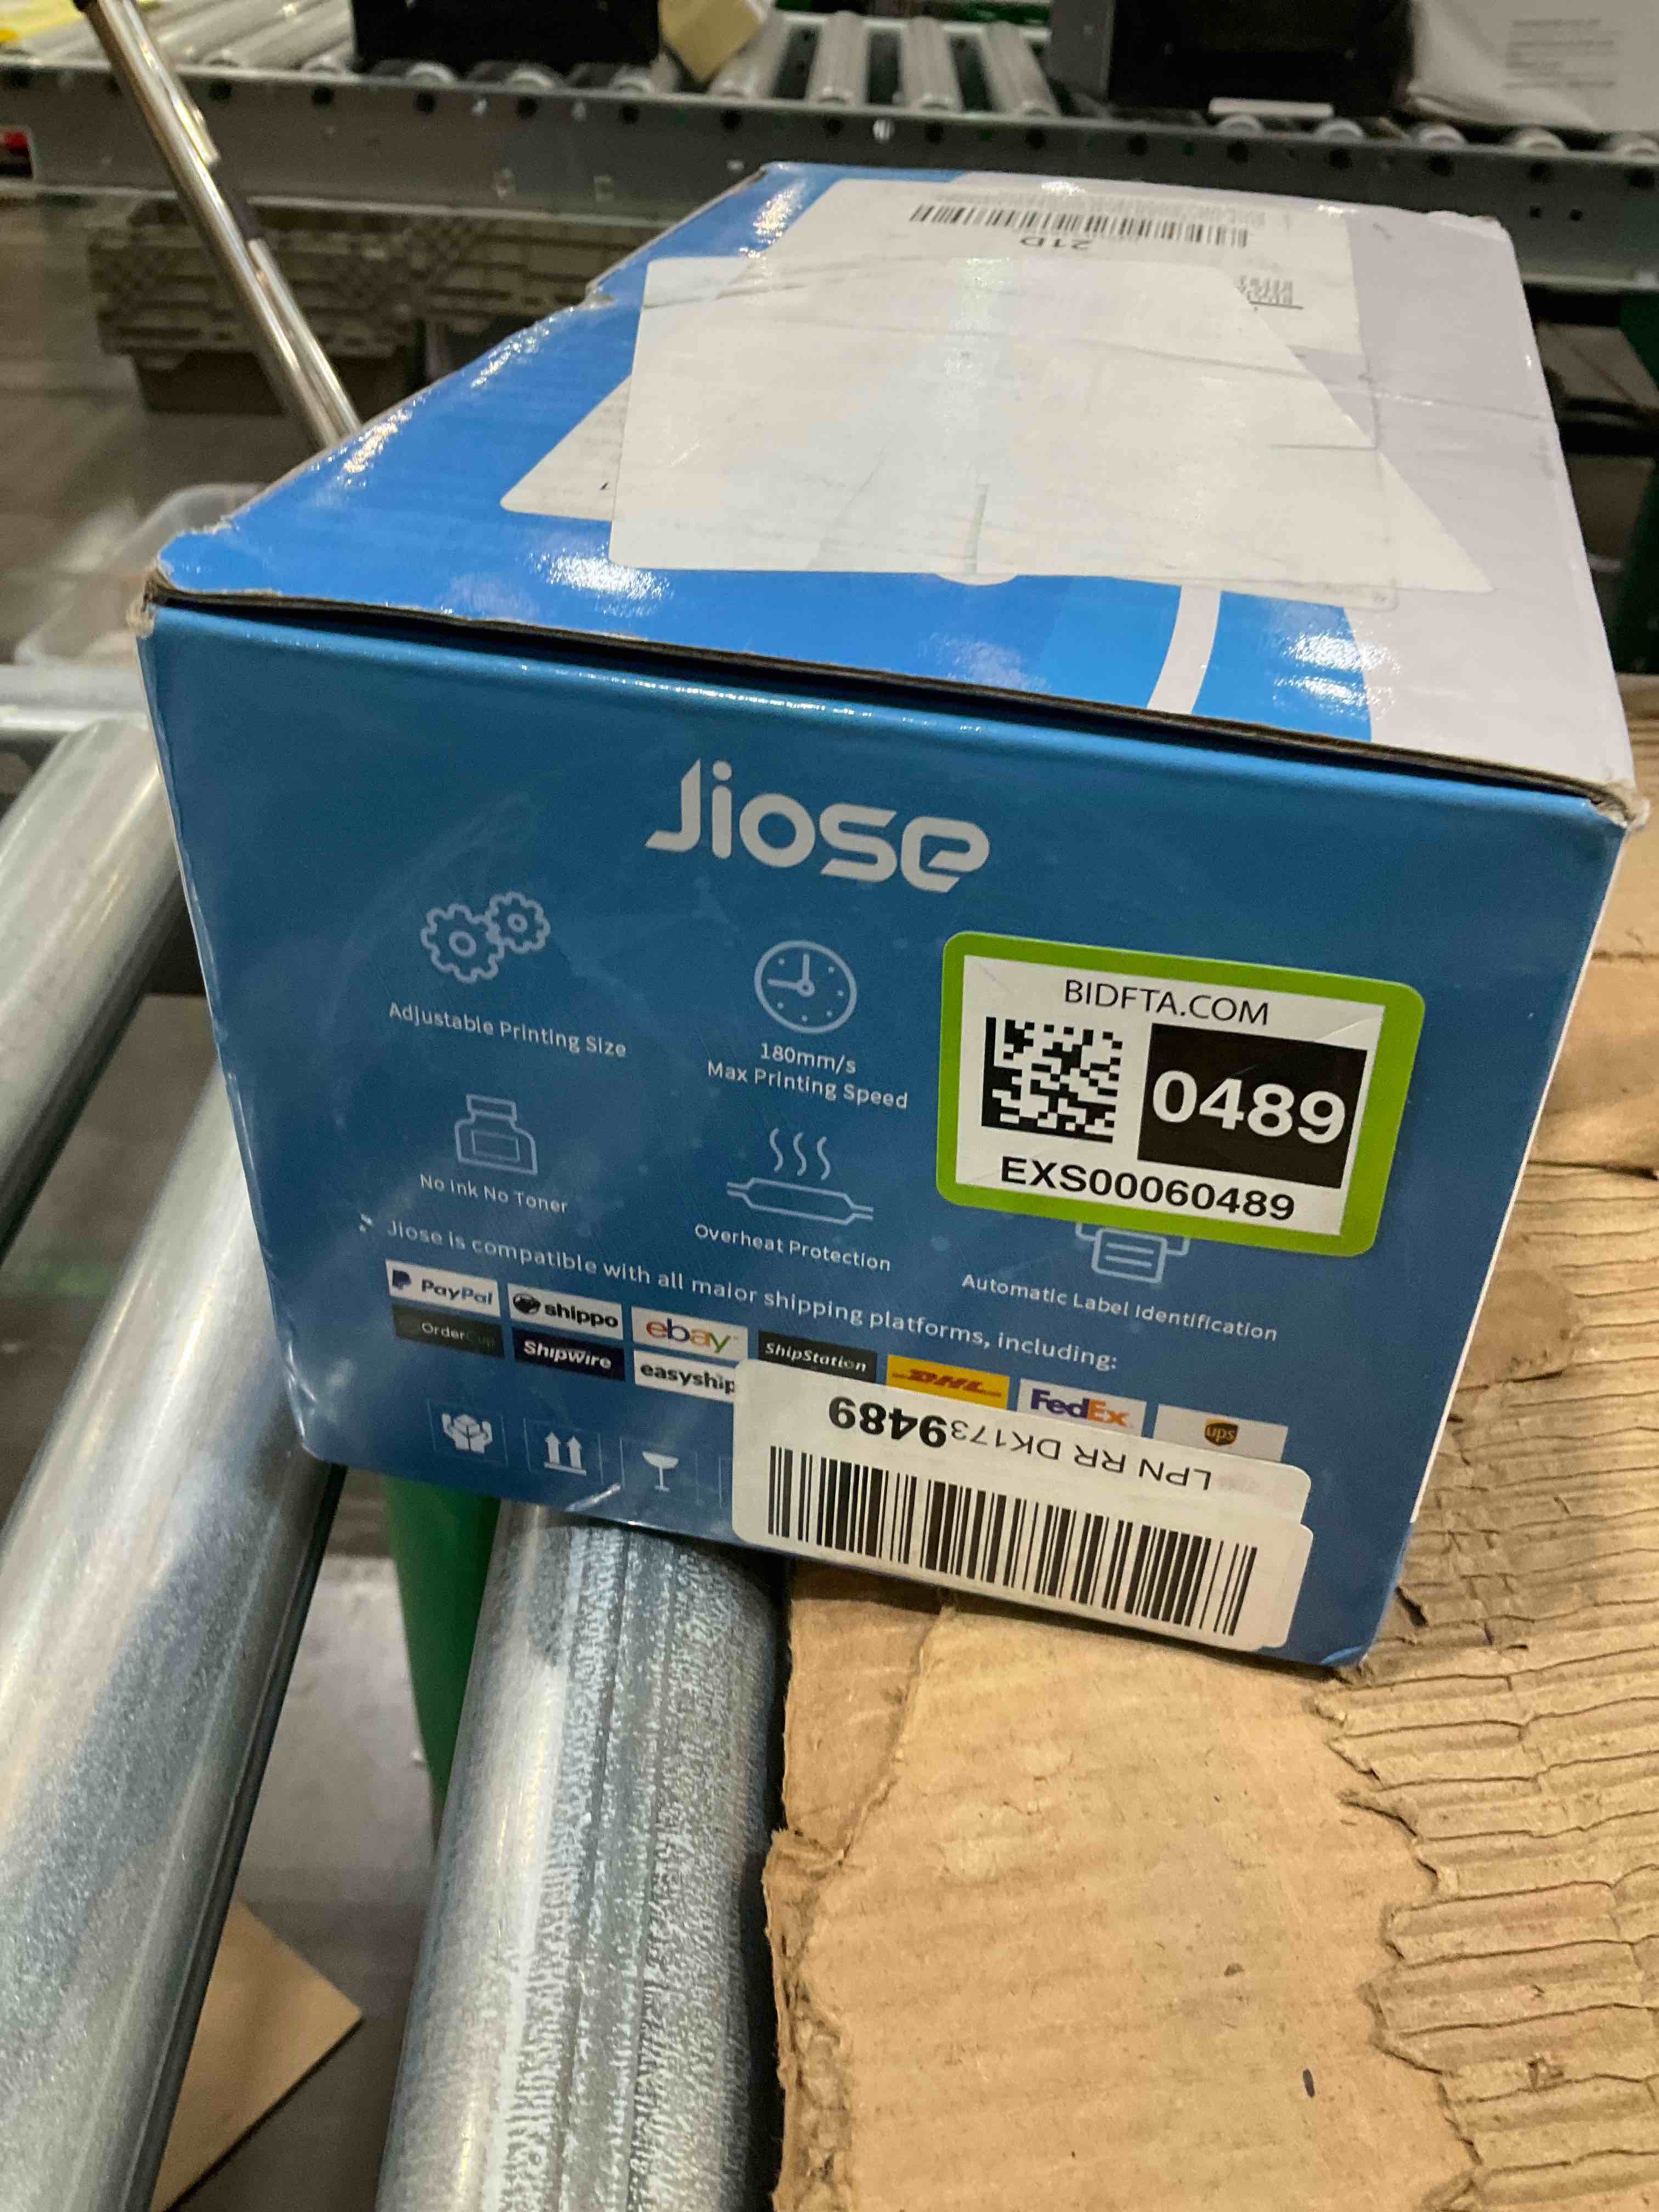 21D
Jiose
Adjustable Printing Size
180mm/s
Max Printing Speed
BIDFTA.COM
0489
EXS00060489
No Ink No Toner
Overheat Protection
Automatic Label Identification
Jiose is compatible with all major shipping platforms, including:
PayPal
shippo
ebay
ShipStation
DHL
FedEx
ups
OrderCup
ShipWire
easyship
LPN RR DK1739489